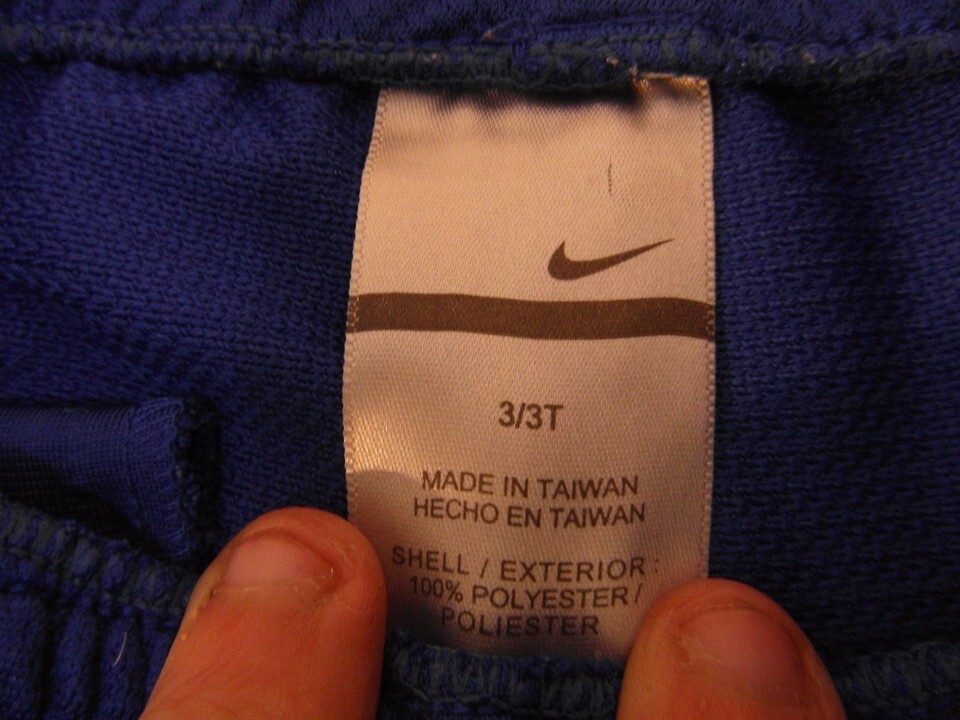 3/3T
MADE IN TAIWAN
HECHO EN TAIWAN
SHELL / EXTERIOR :
100% POLYESTER /
POLIESTER